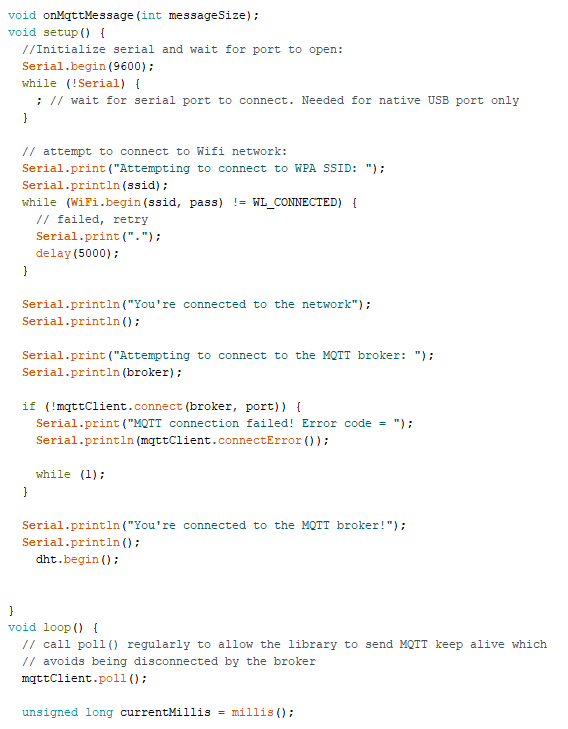 void onMqttMessage(int messageSize);
void setup() {
  //Initialize serial and wait for port to open:
  Serial.begin(9600);
  while (!Serial) {
    ; // wait for serial port to connect. Needed for native USB port only
  }

  // attempt to connect to Wifi network:
  Serial.print("Attempting to connect to WPA SSID: ");
  Serial.println(ssid);
  while (WiFi.begin(ssid, pass) != WL_CONNECTED) {
    // failed, retry
    Serial.print(".");
    delay(5000);
  }

  Serial.println("You're connected to the network");
  Serial.println();

  Serial.print("Attempting to connect to the MQTT broker: ");
  Serial.println(broker);

  if (!mqttClient.connect(broker, port)) {
    Serial.print("MQTT connection failed! Error code = ");
    Serial.println(mqttClient.connectError());

    while (1);
  }

  Serial.println("You're connected to the MQTT broker!");
  Serial.println();
    dht.begin();


}
void loop() {
  // call poll() regularly to allow the library to send MQTT keep alive which
  // avoids being disconnected by the broker
  mqttClient.poll();

  unsigned long currentMillis = millis();